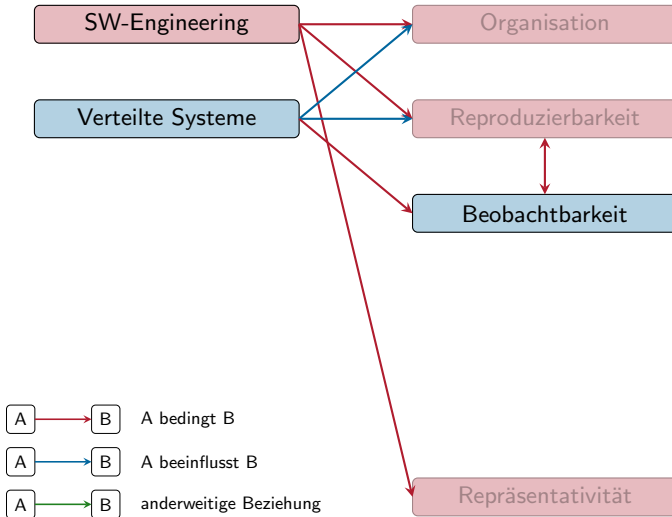 SW-Engineering
Organisation
Verteilte Systeme
Reproduzierbarkeit
Beobachtbarkeit
A B A bedingt B
A B A beeinflusst B
Repräsentativität
A B anderweitige Beziehung